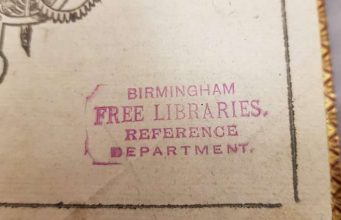 BIRMINGHAM
FREE LIBRARIES.
REFERENCE
DEPARTMENT.